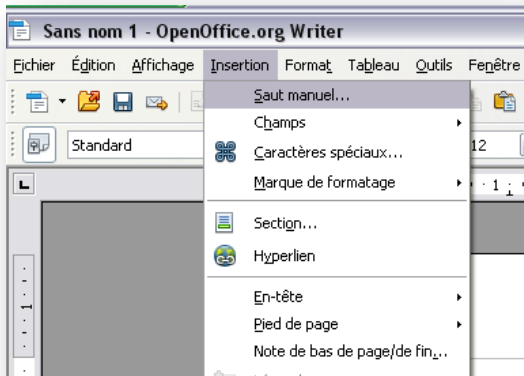 Sans nom 1 - OpenOffice.org Writer
Fichier Édition Affichage Insertion Format Tableau Outils Fenêtre
Saut manuel...
Champs
Standard
12
Caractères spéciaux...
Marque de formatage
1
Section...
Hyperlien
En-tête
Pied de page
1
Note de bas de page/de fin...